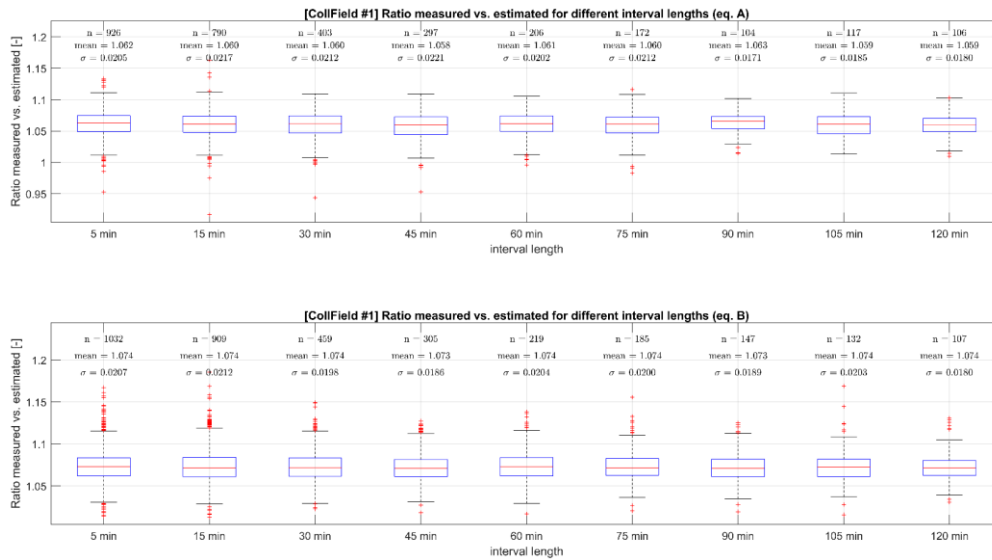 [CollField #1] Ratio measured vs. estimated for different interval lengths (eq. A)
n = 926 n = 790 n = 403 n = 297 n = 206 n = 172 n = 104 n = 117 n = 106
mean = 1.062 mean = 1.060 mean = 1.060 mean = 1.058 mean = 1.061 mean = 1.060 mean = 1.063 mean = 1.059 mean = 1.059
σ = 0.0205 σ = 0.0217 σ = 0.0212 σ = 0.0221 σ = 0.0202 σ = 0.0212 σ = 0.0171 σ = 0.0185 σ = 0.0180
Ratio measured vs. estimated [-]
1.2
1.15
1.1
1.05
1
0.95
5 min 15 min 30 min 45 min 60 min 75 min 90 min 105 min 120 min
interval length
[CollField #1] Ratio measured vs. estimated for different interval lengths (eq. B)
n = 1032 n = 909 n = 459 n = 305 n = 219 n = 185 n = 147 n = 132 n = 107
mean = 1.074 mean = 1.074 mean = 1.074 mean = 1.073 mean = 1.074 mean = 1.074 mean = 1.073 mean = 1.074 mean = 1.074
σ = 0.0207 σ = 0.0212 σ = 0.0198 σ = 0.0186 σ = 0.0204 σ = 0.0200 σ = 0.0189 σ = 0.0203 σ = 0.0180
Ratio measured vs. estimated [-]
1.2
1.15
1.1
1.05
5 min 15 min 30 min 45 min 60 min 75 min 90 min 105 min 120 min
interval length